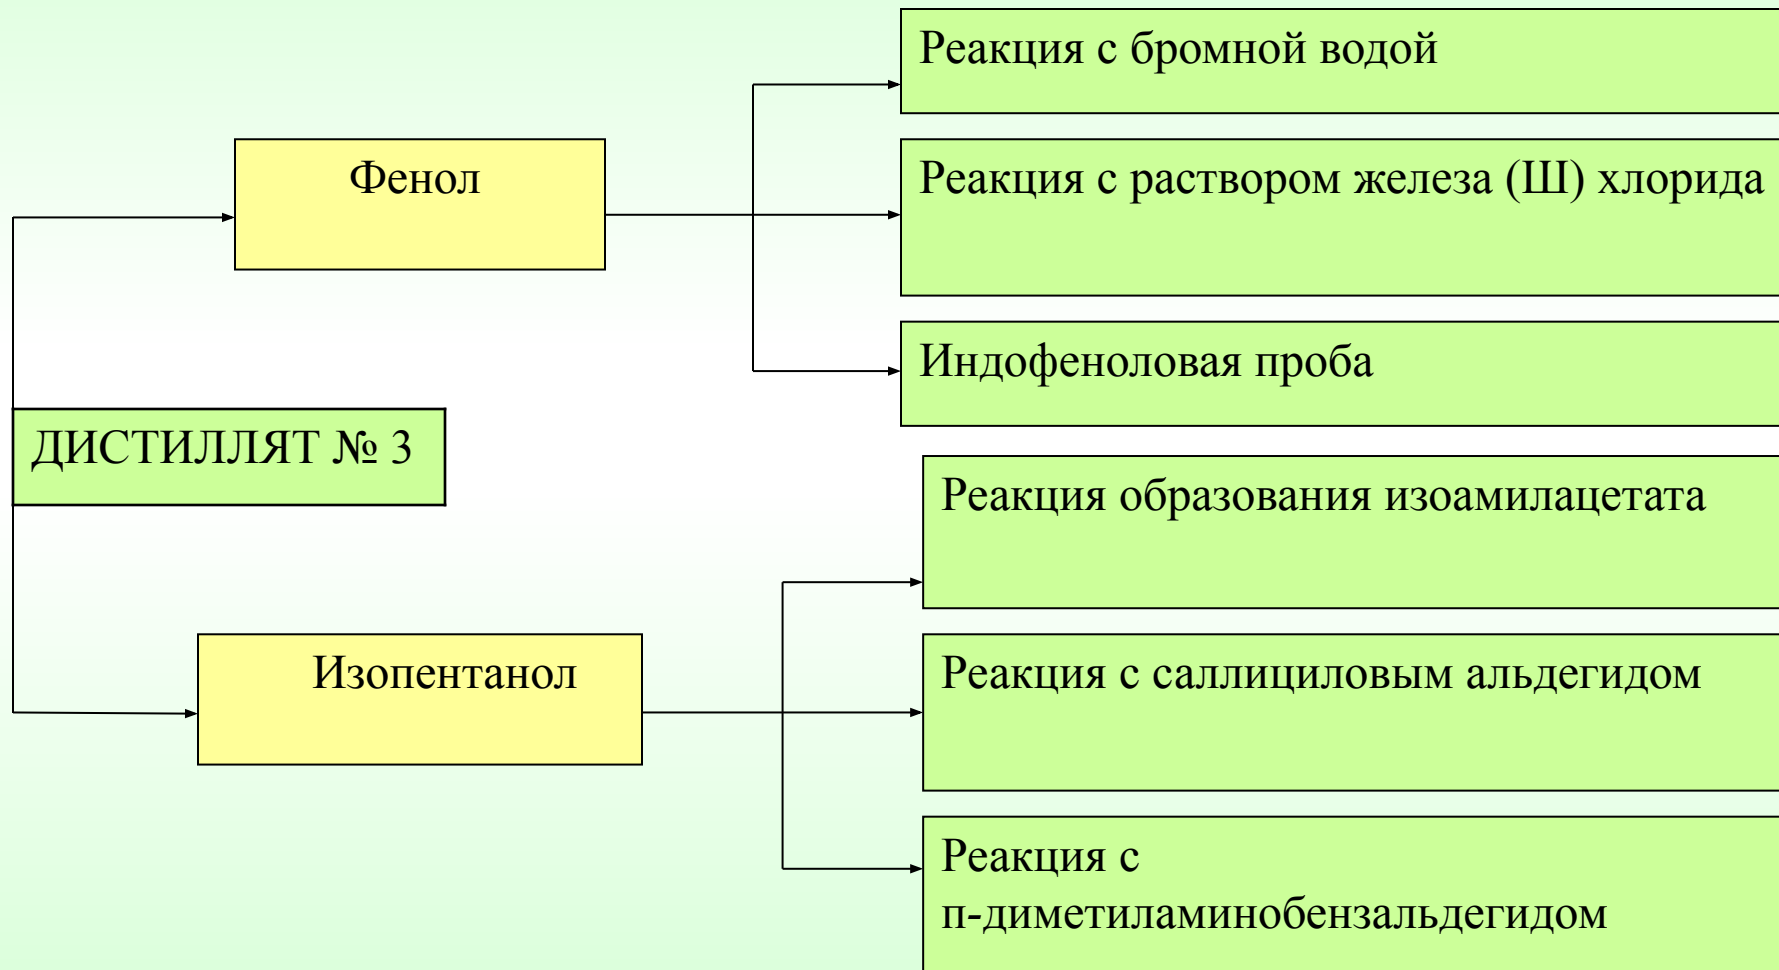 Реакция с бромной водой
Фенол
Реакция с раствором железа (Ш) хлорида
Индофеноловая проба
ДИСТИЛЛЯТ № 3
Реакция образования изоамилацетата
Изопентанол
Реакция с саллициловым альдегидом
Реакция с
п-диметиламинобензальдегидом